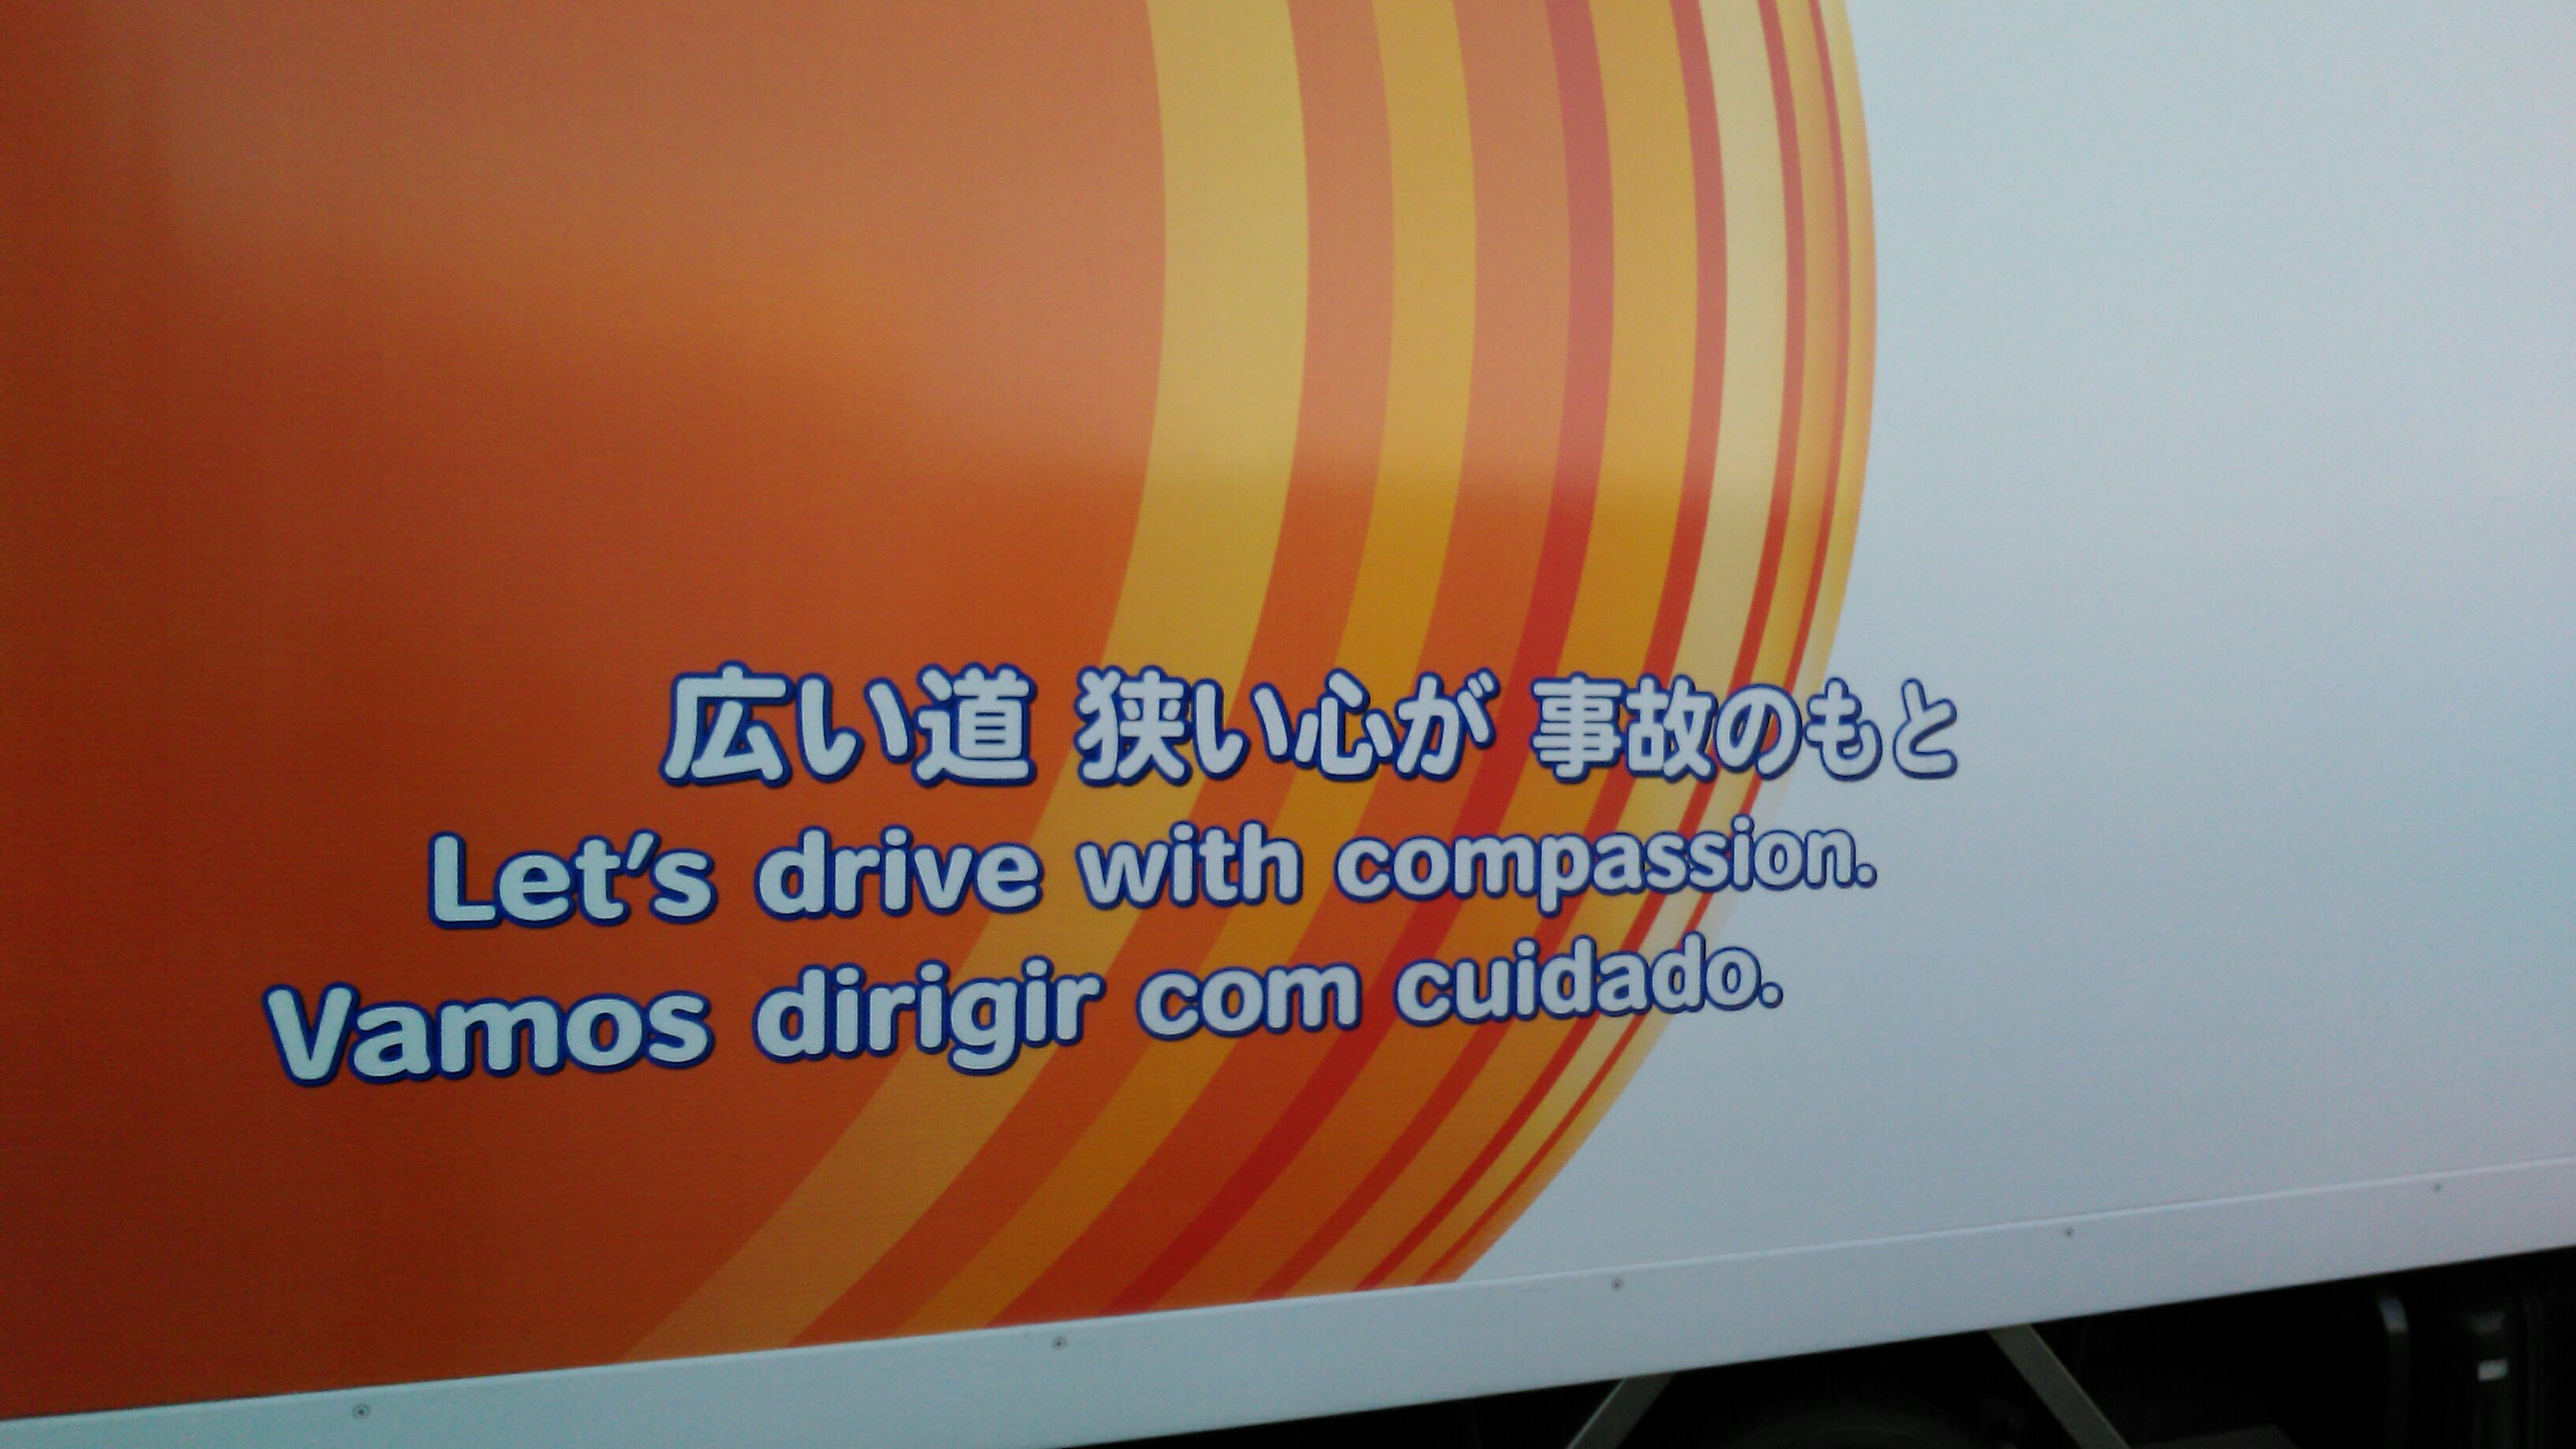 広い道 狭い心が 事故のもと
Let's drive with compassion.
Vamos dirigir com cuidado.